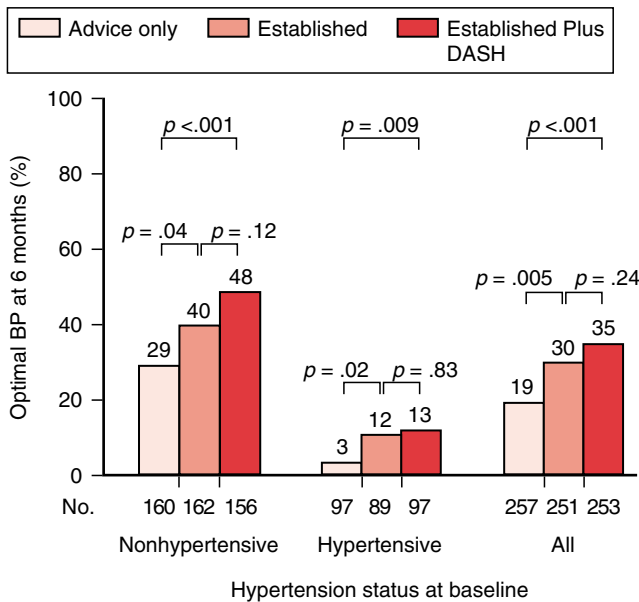 Advice only Established Established Plus
DASH
Optimal BP at 6 months (%)
100
80
60
40
20
0
p <.001 p = .009 p <.001
p = .04 p = .12
p = .005 p = .24
p = .02 p = .83
29 40 48
3 12 13
19 30 35
No. 160 162 156 97 89 97 257 251 253
Nonhypertensive Hypertensive All
Hypertension status at baseline